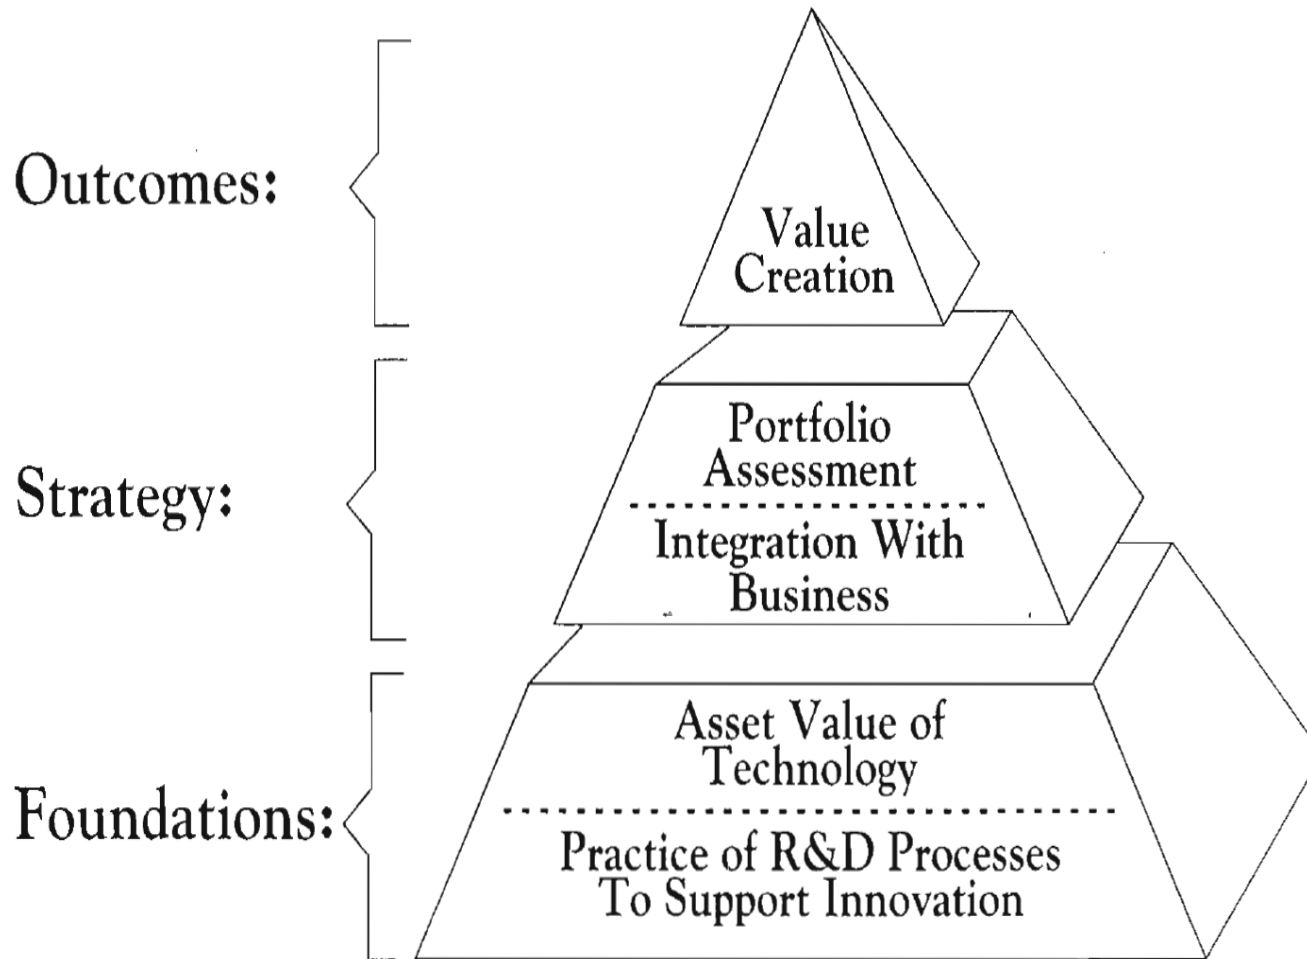 Outcomes:
Value
Creation
Strategy:
Portfolio
Assessment
Integration With
Business
Foundations:
Asset Value of
Technology
Practice of R&D Processes
To Support Innovation